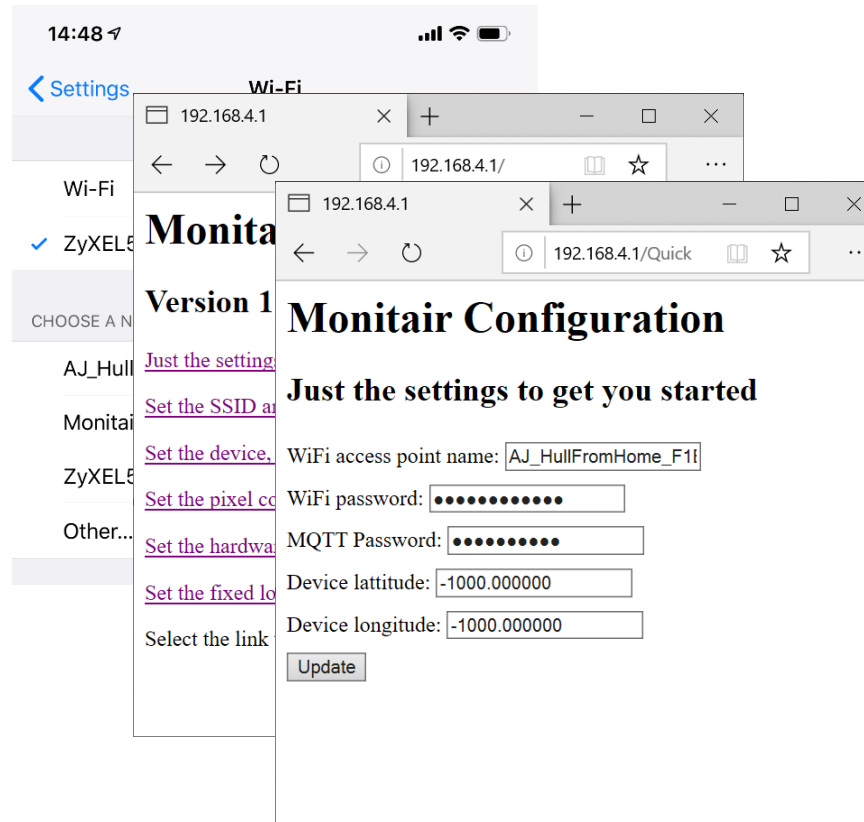 14:48
Settings
Wi-Fi
Wi-Fi
ZyXEL5
CHOOSE A N
AJ_Hull
Monitai
ZyXEL5
Other...
192.168.4.1
192.168.4.1/
Monita
Version 1
Just the settings
Set the SSID an
Set the device,
Set the pixel co
Set the hardwa
Set the fixed lo
Select the link
192.168.4.1
192.168.4.1/Quick
Monitair Configuration
Just the settings to get you started
WiFi access point name: AJ_HullFromHome_F1E
WiFi password: ●●●●●●●●●●●●
MQTT Password: ●●●●●●●●●●
Device lattitude: -1000.000000
Device longitude: -1000.000000
Update